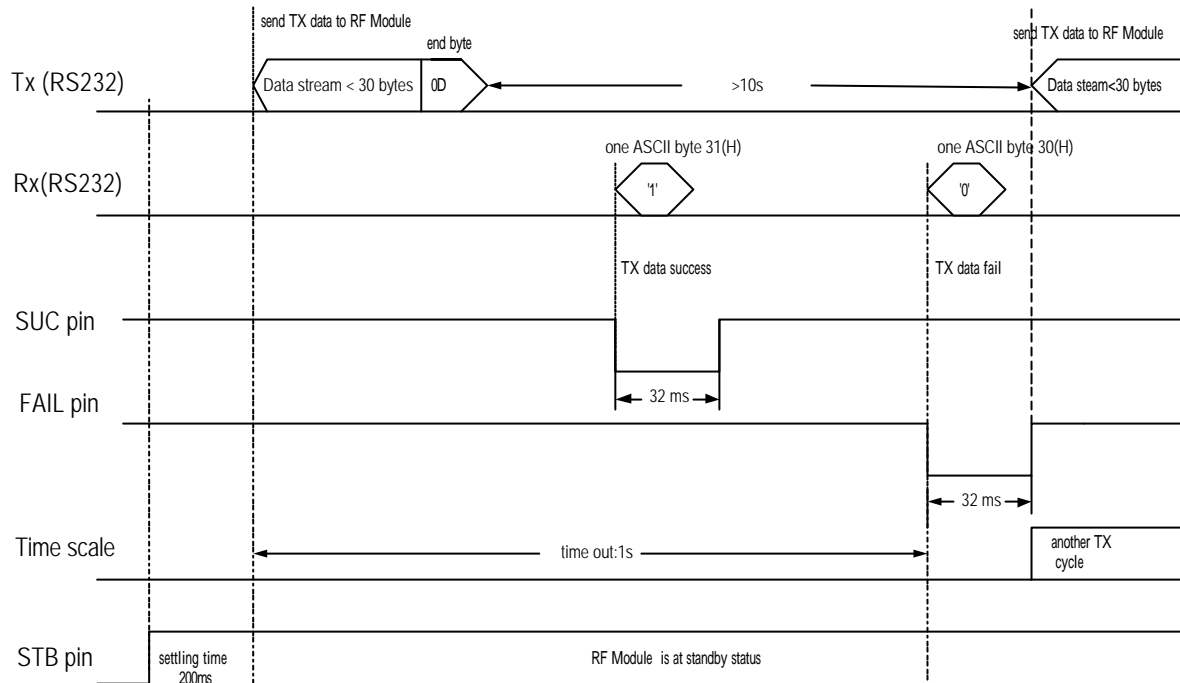 send TX data to RF Module
send TX data to RF Module
end byte
Tx (RS232)
Data stream < 30 bytes
0D
>10s
Data steam<30 bytes
one ASCII byte 31(H)
one ASCII byte 30(H)
Rx(RS232)
'1'
'0'
TX data success
TX data fail
SUC pin
32 ms
FAIL pin
32 ms
Time scale
time out:1s
another TX
cycle
STB pin
settling time
200ms
RF Module is at standby status